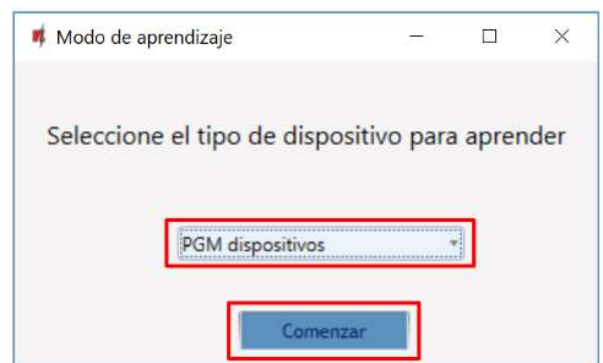 Modo de aprendizaje
Seleccione el tipo de dispositivo para aprender
PGM dispositivos
Comenzar